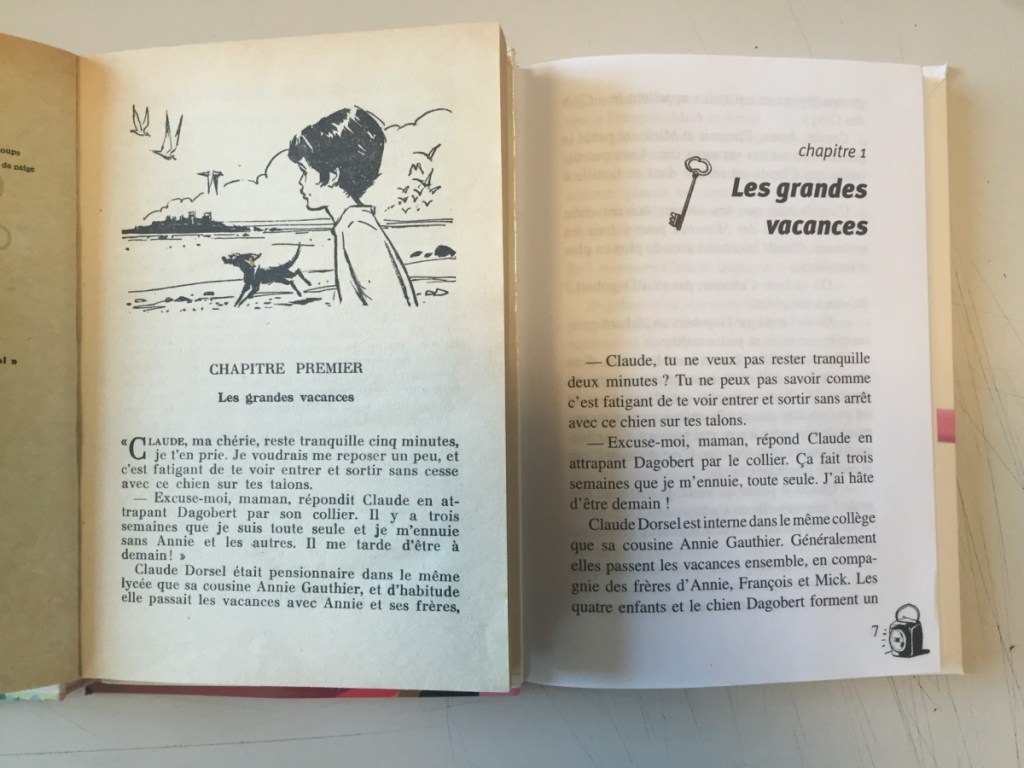 oups
de neige
al »
CHAPITRE PREMIER
Les grandes vacances
« CLAUDE, ma chérie, reste tranquille cinq minutes,
je t'en prie. Je voudrais me reposer un peu, et
c'est fatigant de te voir entrer et sortir sans cesse
avec ce chien sur tes talons.
— Excuse-moi, maman, répondit Claude en at-
trapant Dagobert par son collier. Il y a trois
semaines que je suis toute seule et je m'ennuie
sans Annie et les autres. Il me tarde d'être à
demain ! »
Claude Dorsel était pensionnaire dans le même
lycée que sa cousine Annie Gauthier, et d'habitude
elle passait les vacances avec Annie et ses frères,
chapitre 1
Les grandes
vacances
— Claude, tu ne veux pas rester tranquille
deux minutes ? Tu ne peux pas savoir comme
c'est fatigant de te voir entrer et sortir sans arrêt
avec ce chien sur tes talons.
— Excuse-moi, maman, répond Claude en
attrapant Dagobert par le collier. Ça fait trois
semaines que je m'ennuie, toute seule. J'ai hâte
d'être demain !
Claude Dorsel est interne dans le même collège
que sa cousine Annie Gauthier. Généralement
elles passent les vacances ensemble, en compa-
gnie des frères d'Annie, François et Mick. Les
quatre enfants et le chien Dagobert forment un
7